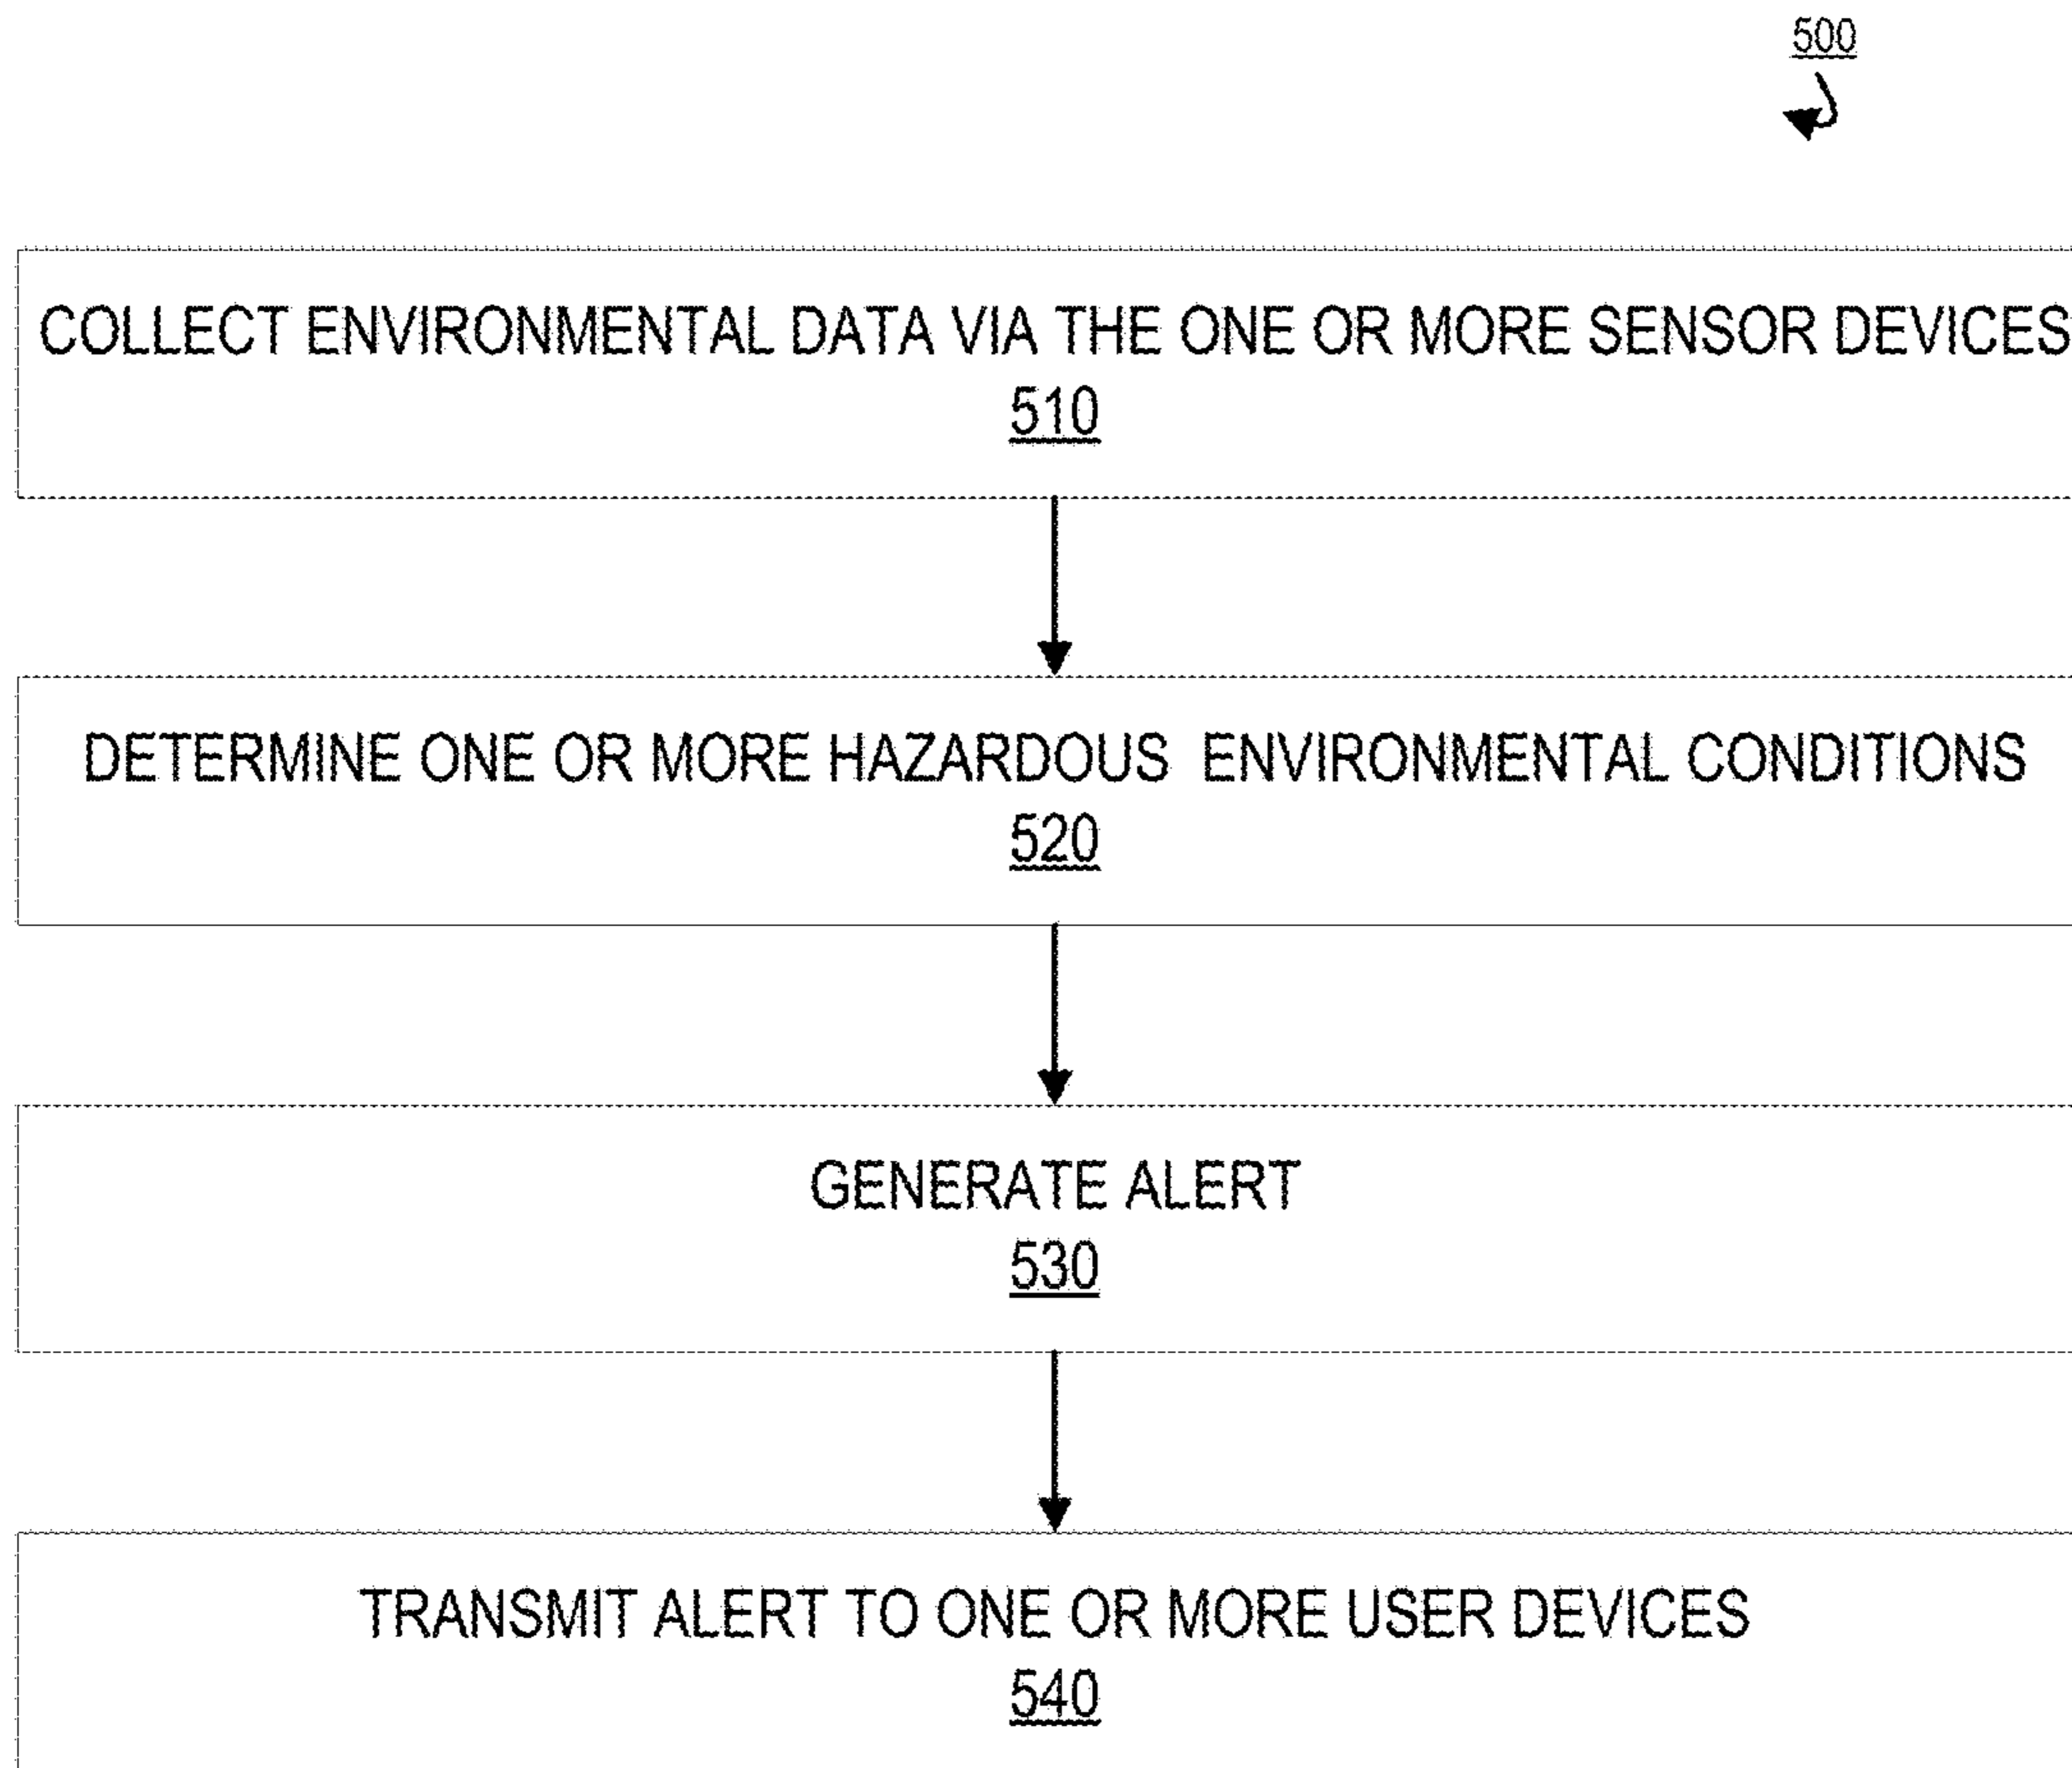 500
COLLECT ENVIRONMENTAL DATA VIA THE ONE OR MORE SENSOR DEVICES
510
DETERMINE ONE OR MORE HAZARDOUS ENVIRONMENTAL CONDITIONS
520
GENERATE ALERT
530
TRANSMIT ALERT TO ONE OR MORE USER DEVICES
540